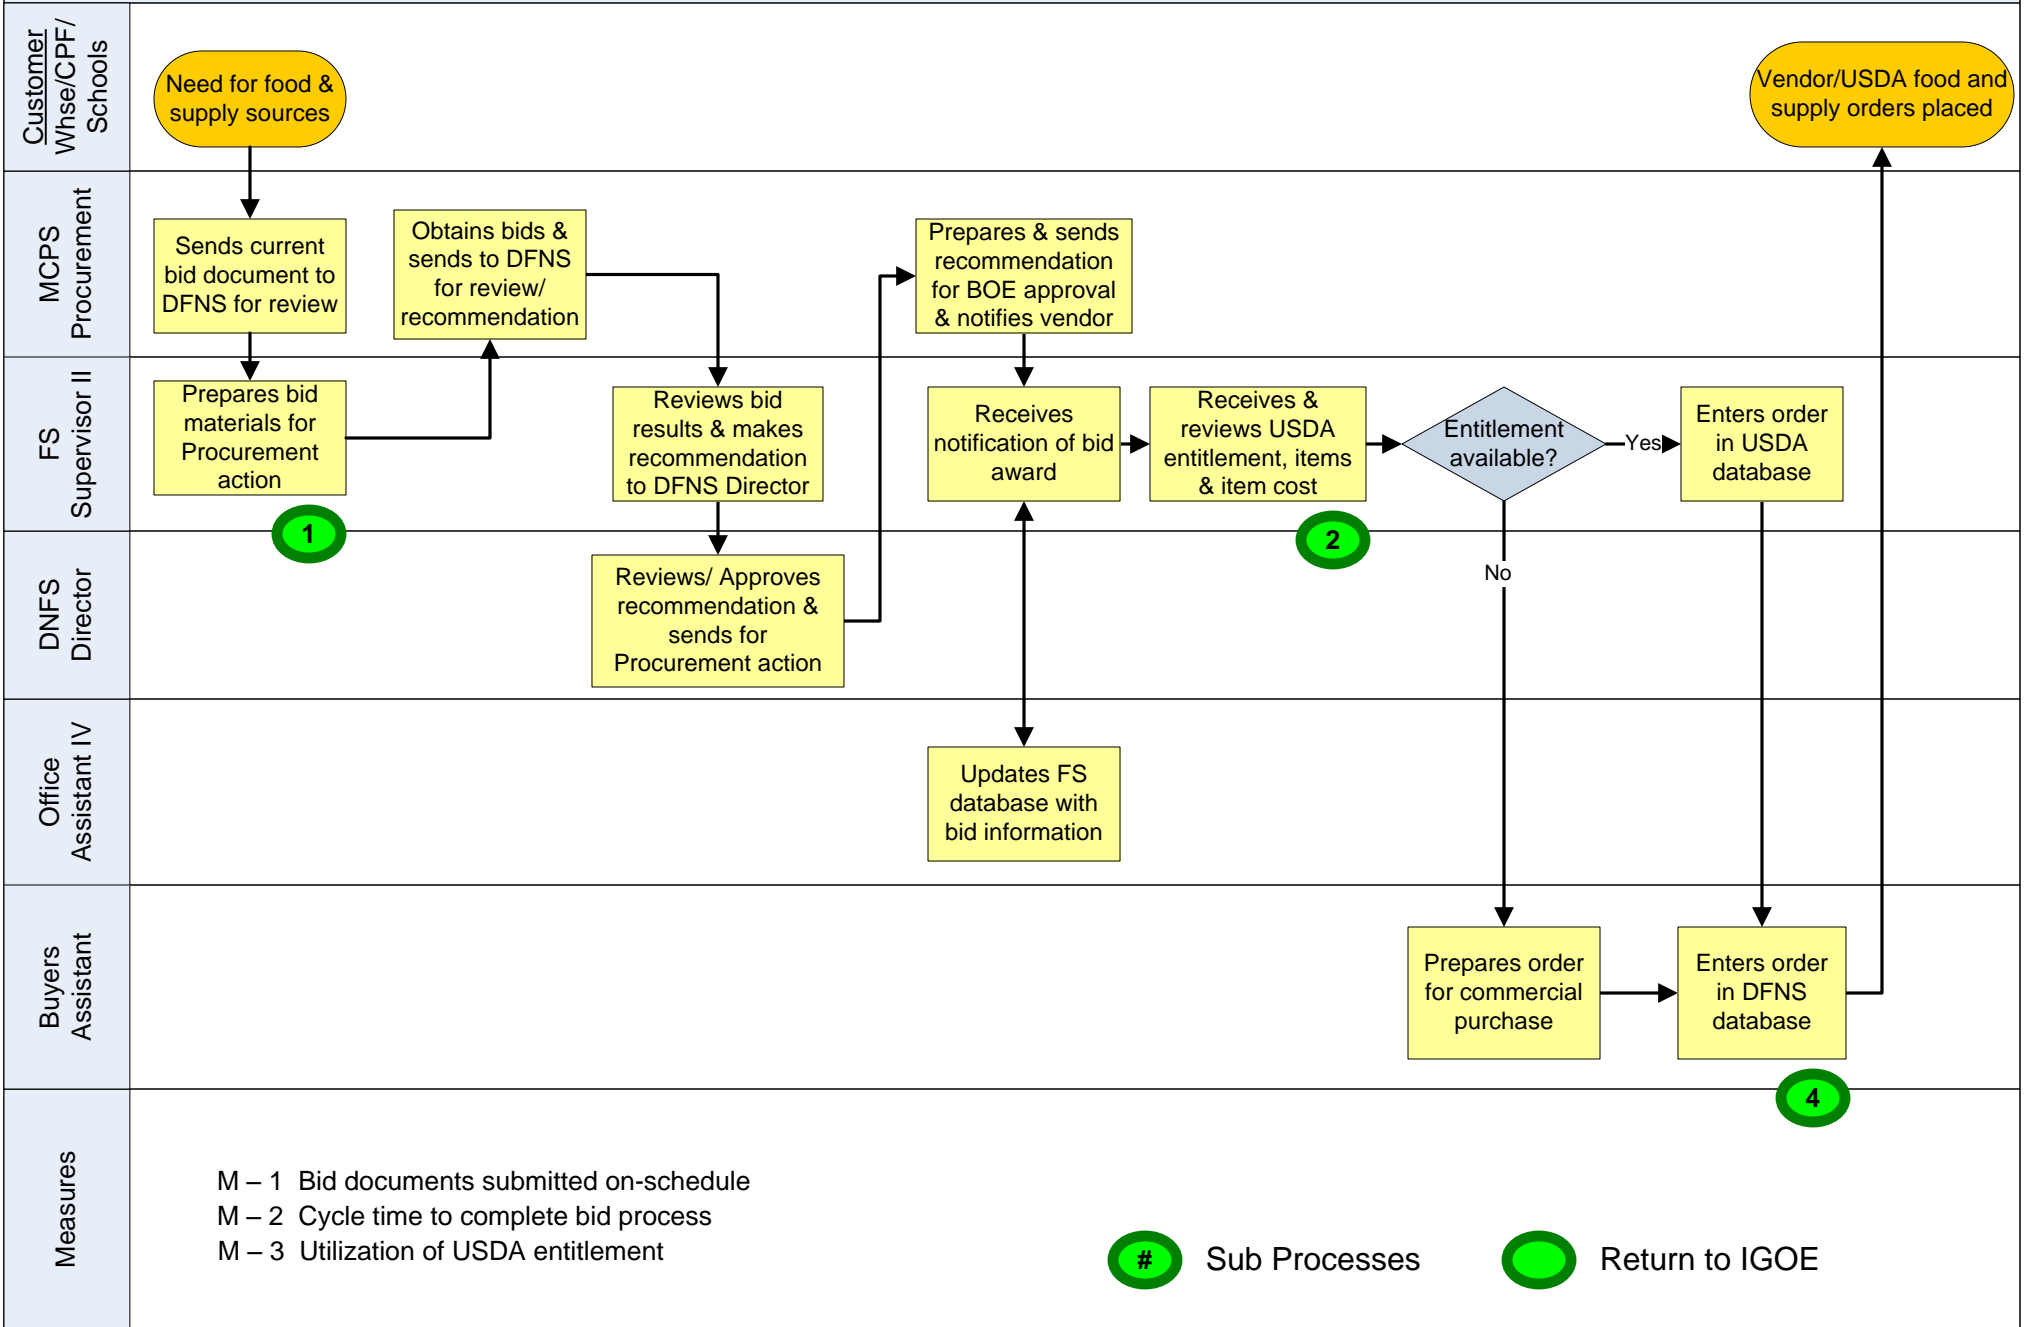 Customer
Whse/CPF/
Schools
Need for food &
supply sources
Vendor/USDA food and
supply orders placed
MCPS
Procurement
Sends current
bid document to
DFNS for review
Obtains bids &
sends to DFNS
for review/
recommendation
Prepares & sends
recommendation
for BOE approval
& notifies vendor
FS
Supervisor II
Prepares bid
materials for
Procurement
action
1
Reviews bid
results & makes
recommendation
to DFNS Director
Receives
notification of bid
award
Receives &
reviews USDA
entitlement, items
& item cost
2
Entitlement
available?
Yes
No
Enters order
in USDA
database
DNFS
Director
Reviews/ Approves
recommendation &
sends for
Procurement action
Office
Assistant IV
Updates FS
database with
bid information
Buyers
Assistant
Prepares order
for commercial
purchase
Enters order
in DFNS
database
4
Measures
M – 1 Bid documents submitted on-schedule
M – 2 Cycle time to complete bid process
M – 3 Utilization of USDA entitlement
# Sub Processes
Return to IGOE